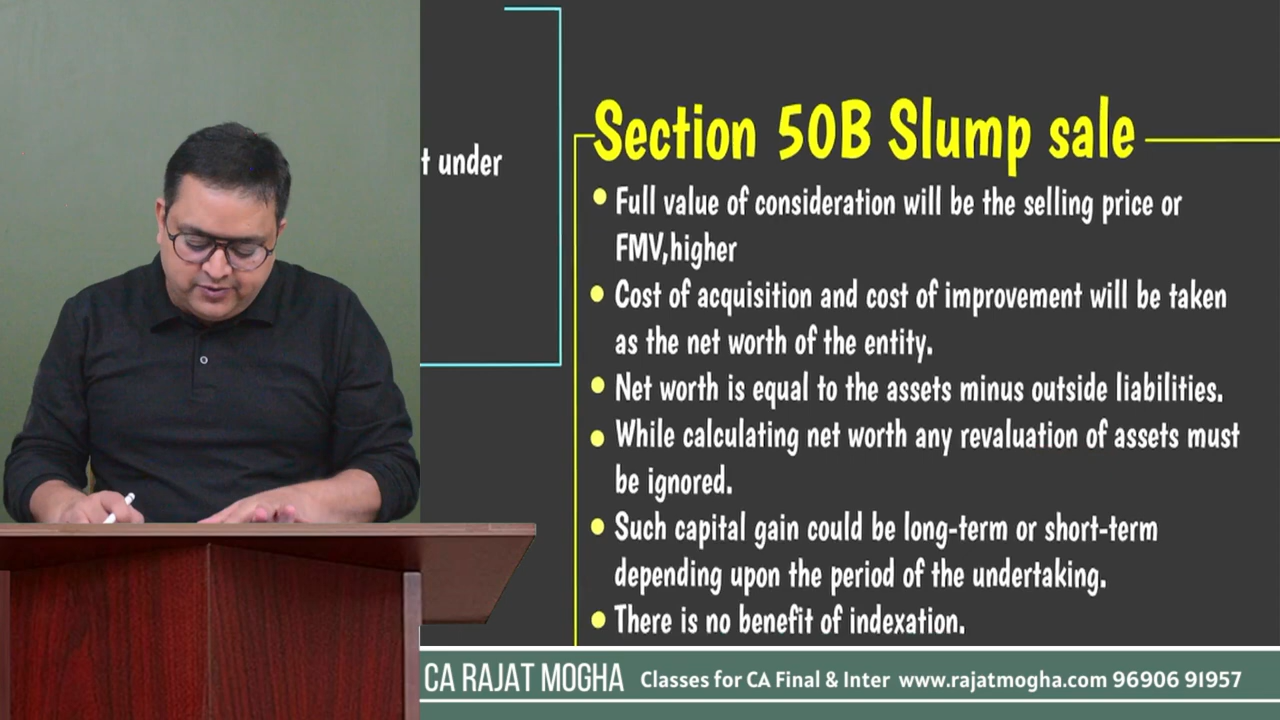 t under
Section 50B Slump sale
Full value of consideration will be the selling price or
FMV,higher
Cost of acquisition and cost of improvement will be taken
as the net worth of the entity.
Net worth is equal to the assets minus outside liabilities.
While calculating net worth any revaluation of assets must
be ignored.
Such capital gain could be long-term or short-term
depending upon the period of the undertaking.
There is no benefit of indexation.
CA RAJAT MOGHA Classes for CA Final & Inter www.rajatmogha.com 96906 91957